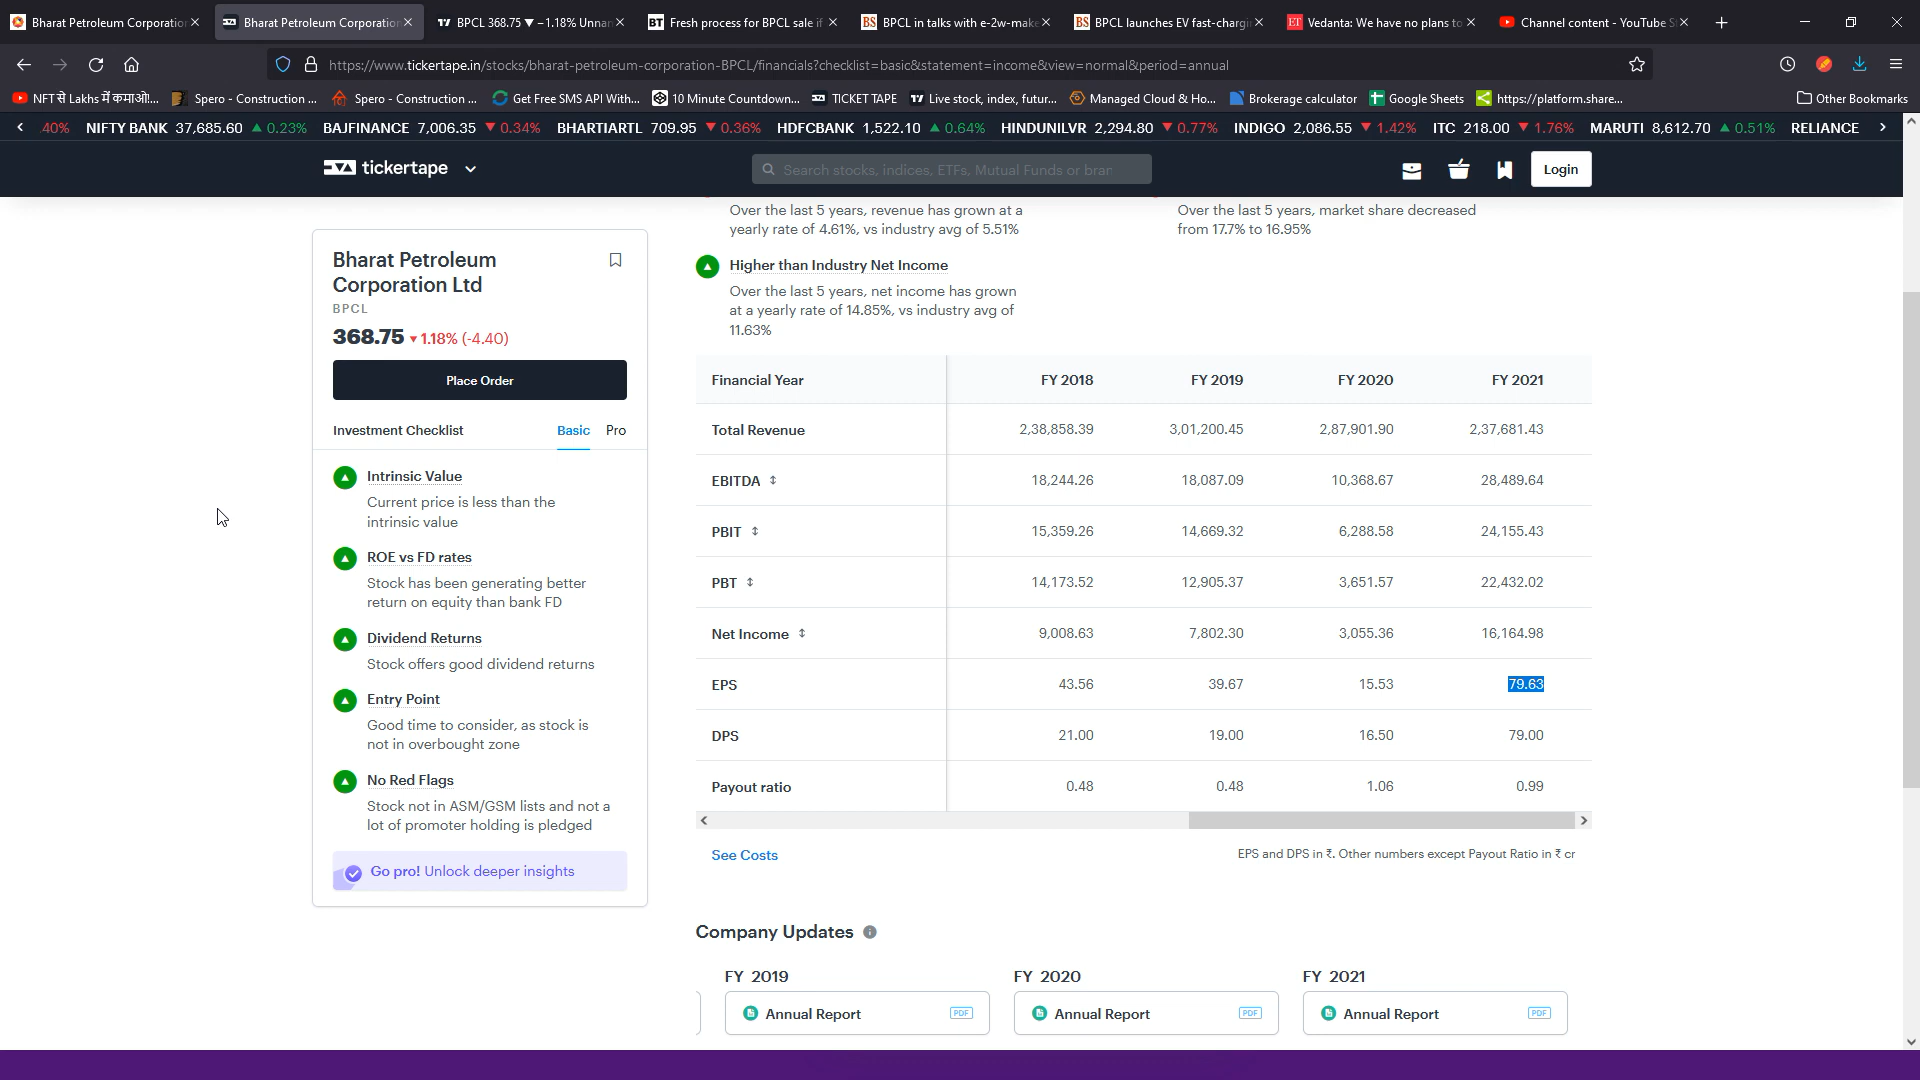 Bharat Petroleum Corporation
Bharat Petroleum Corporation
BPCL 368.75 ▼ −1.18% Unnan
Fresh process for BPCL sale if
BPCL in talks with e-2w-make
BPCL launches EV fast-chargi
Vedanta: We have no plans to
Channel content - YouTube S
https://www.tickertape.in/stocks/bharat-petroleum-corporation-BPCL/financials?checklist=basic&statement=income&view=normal&period=annual
NFT से Lakhs में कमाओ!...
Spero - Construction ...
Spero - Construction ...
Get Free SMS API With...
10 Minute Countdown...
TICKET TAPE
Live stock, index, futur...
Managed Cloud & Ho...
Brokerage calculator
Google Sheets
https://platform.share...
Other Bookmarks
.40% NIFTY BANK 37,685.60 ▲ 0.23% BAJFINANCE 7,006.35 ▼ 0.34% BHARTIARTL 709.95 ▼ 0.36% HDFCBANK 1,522.10 ▲ 0.64% HINDUNILVR 2,294.80 ▼ 0.77% INDIGO 2,086.55 ▼ 1.42% ITC 218.00 ▼ 1.76% MARUTI 8,612.70 ▲ 0.51% RELIANCE
tickertape
Search stocks, indices, ETFs, Mutual Funds or bran
Login
Bharat Petroleum
Corporation Ltd
BPCL
368.75 ▼ 1.18% (-4.40)
Place Order
Investment Checklist Basic Pro
Intrinsic Value
Current price is less than the
intrinsic value
ROE vs FD rates
Stock has been generating better
return on equity than bank FD
Dividend Returns
Stock offers good dividend returns
Entry Point
Good time to consider, as stock is
not in overbought zone
No Red Flags
Stock not in ASM/GSM lists and not a
lot of promoter holding is pledged
Go pro! Unlock deeper insights
Over the last 5 years, revenue has grown at a
yearly rate of 4.61%, vs industry avg of 5.51%
Over the last 5 years, market share decreased
from 17.7% to 16.95%
Higher than Industry Net Income
Over the last 5 years, net income has grown
at a yearly rate of 14.85%, vs industry avg of
11.63%
Financial Year FY 2018 FY 2019 FY 2020 FY 2021
Total Revenue 2,38,858.39 3,01,200.45 2,87,901.90 2,37,681.43
EBITDA 18,244.26 18,087.09 10,368.67 28,489.64
PBIT 15,359.26 14,669.32 6,288.58 24,155.43
PBT 14,173.52 12,905.37 3,651.57 22,432.02
Net Income 9,008.63 7,802.30 3,055.36 16,164.98
EPS 43.56 39.67 15.53 79.63
DPS 21.00 19.00 16.50 79.00
Payout ratio 0.48 0.48 1.06 0.99
See Costs
EPS and DPS in ₹. Other numbers except Payout Ratio in ₹ cr
Company Updates
FY 2019 FY 2020 FY 2021
Annual Report PDF Annual Report PDF Annual Report PDF